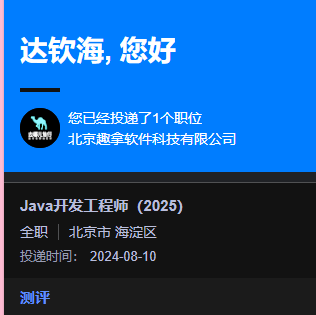 达钦海, 您好
您已经投递了1个职位
北京趣拿软件科技有限公司
Java开发工程师（2025）
全职 | 北京市 海淀区
投递时间： 2024-08-10
测评